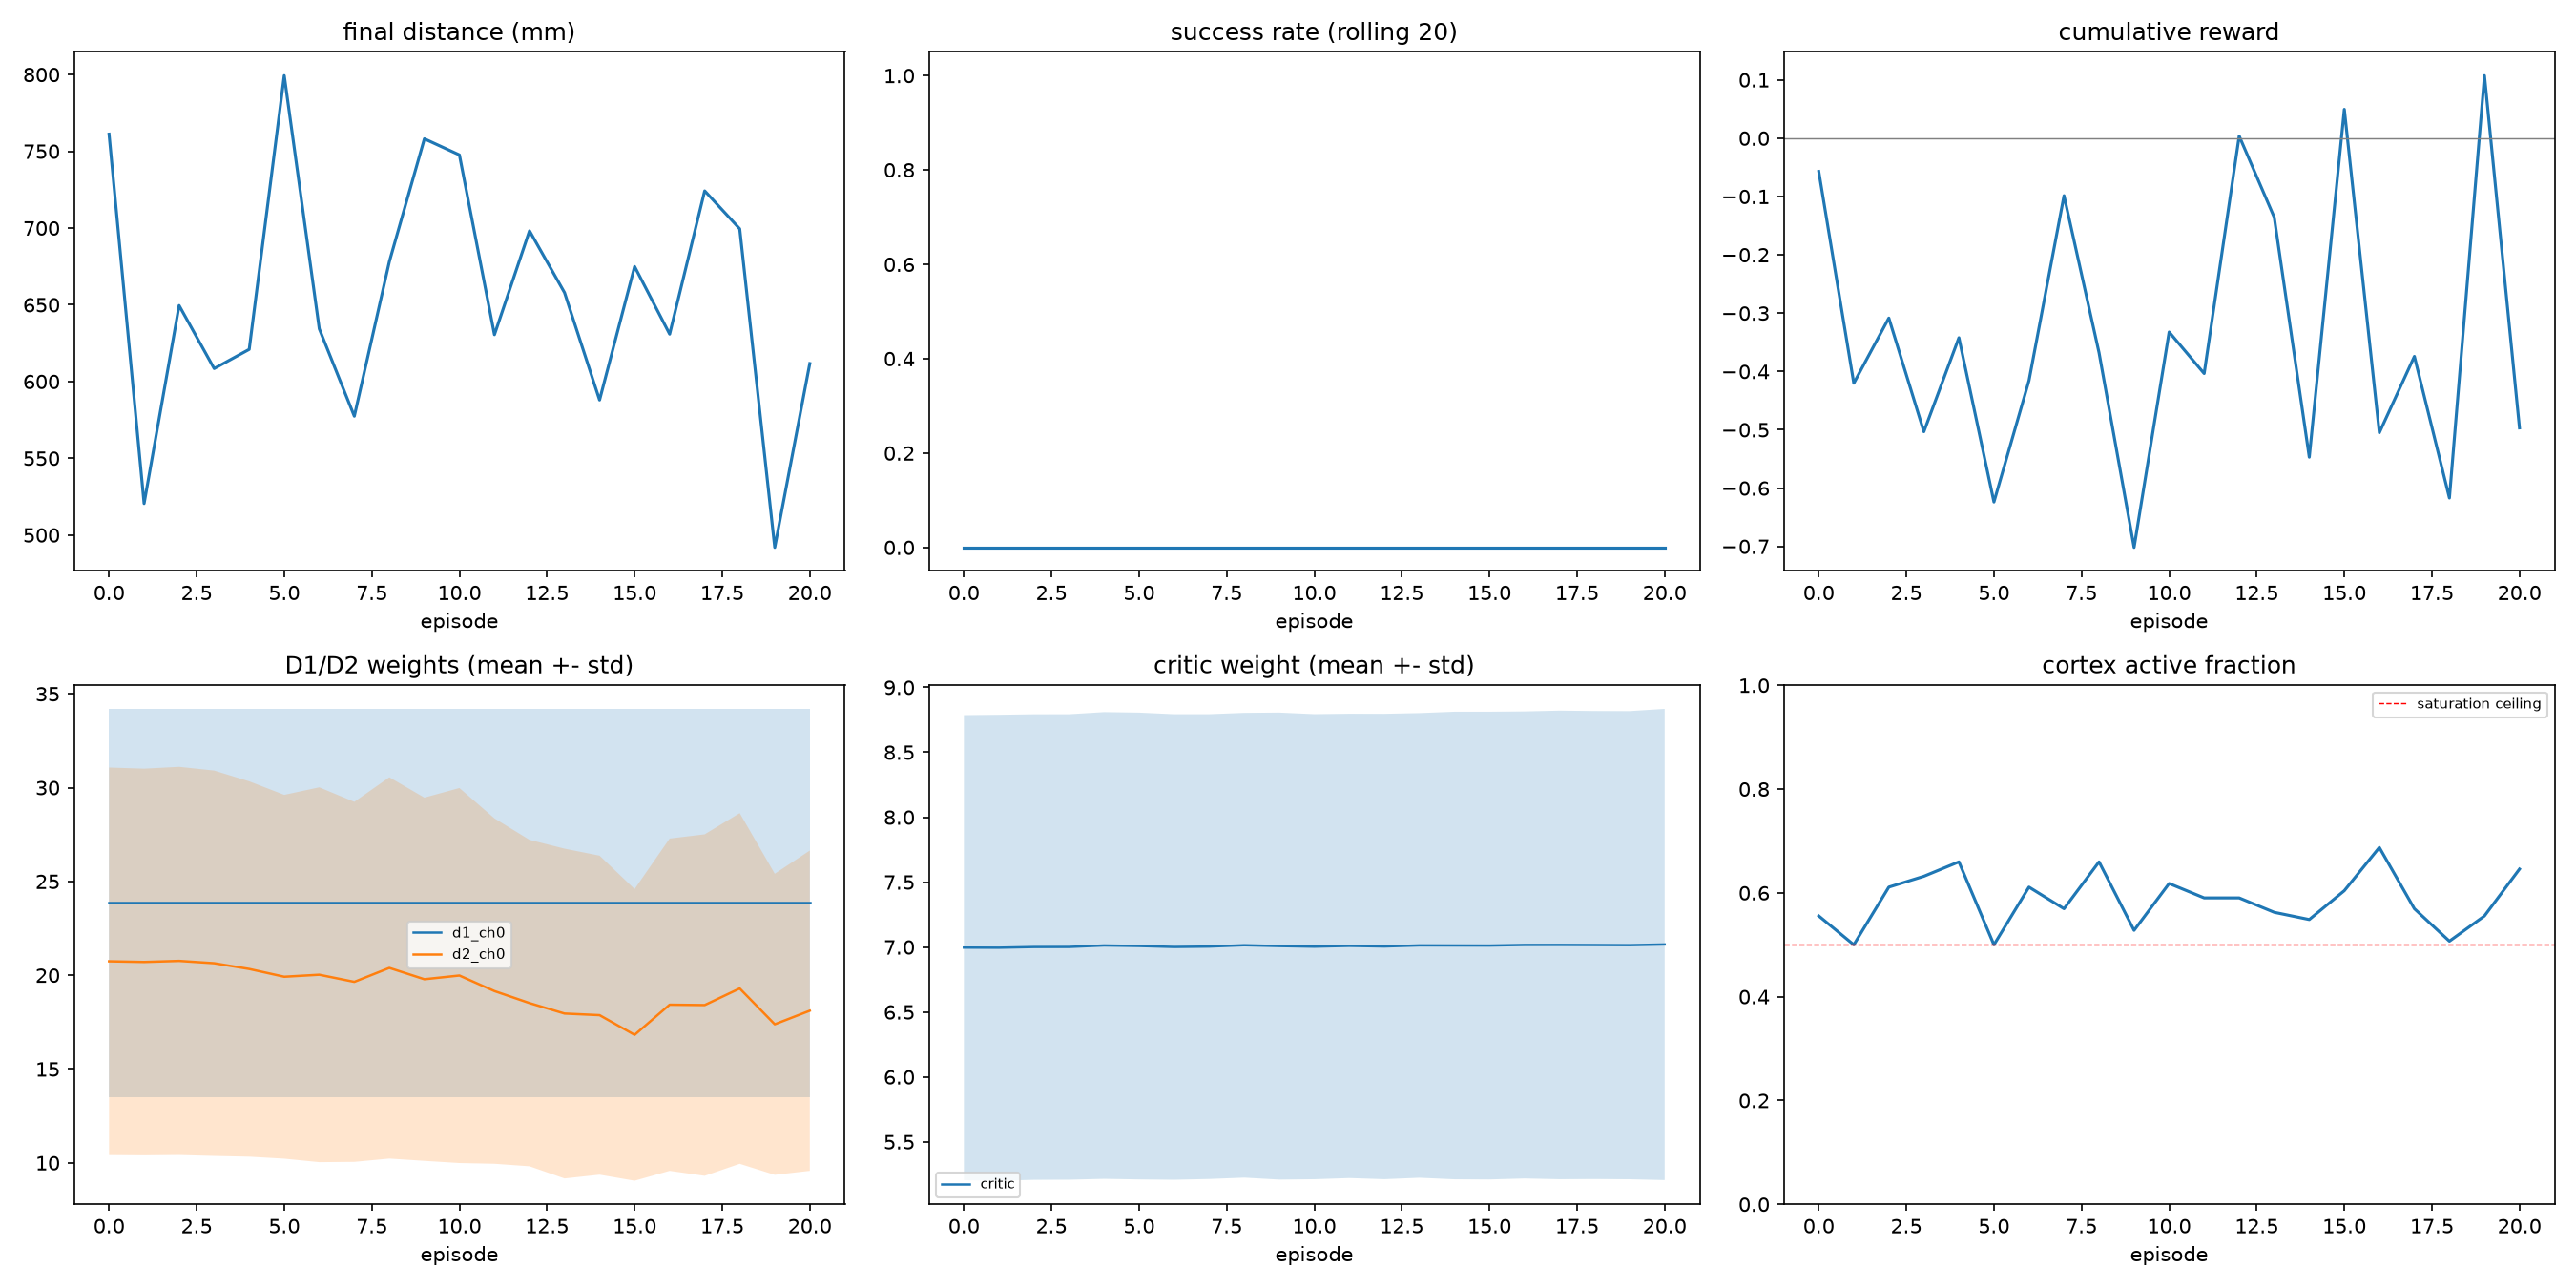 final distance (mm)
800
750
700
650
600
550
500
0.0 2.5 5.0 7.5 10.0 12.5 15.0 17.5 20.0
episode
success rate (rolling 20)
1.0
0.8
0.6
0.4
0.2
0.0
0.0 2.5 5.0 7.5 10.0 12.5 15.0 17.5 20.0
episode
cumulative reward
0.1
0.0
−0.1
−0.2
−0.3
−0.4
−0.5
−0.6
−0.7
0.0 2.5 5.0 7.5 10.0 12.5 15.0 17.5 20.0
episode
D1/D2 weights (mean +- std)
35
30
25
20
15
10
d1_ch0
d2_ch0
0.0 2.5 5.0 7.5 10.0 12.5 15.0 17.5 20.0
episode
critic weight (mean +- std)
9.0
8.5
8.0
7.5
7.0
6.5
6.0
5.5
critic
0.0 2.5 5.0 7.5 10.0 12.5 15.0 17.5 20.0
episode
cortex active fraction
1.0
saturation ceiling
0.8
0.6
0.4
0.2
0.0
0.0 2.5 5.0 7.5 10.0 12.5 15.0 17.5 20.0
episode